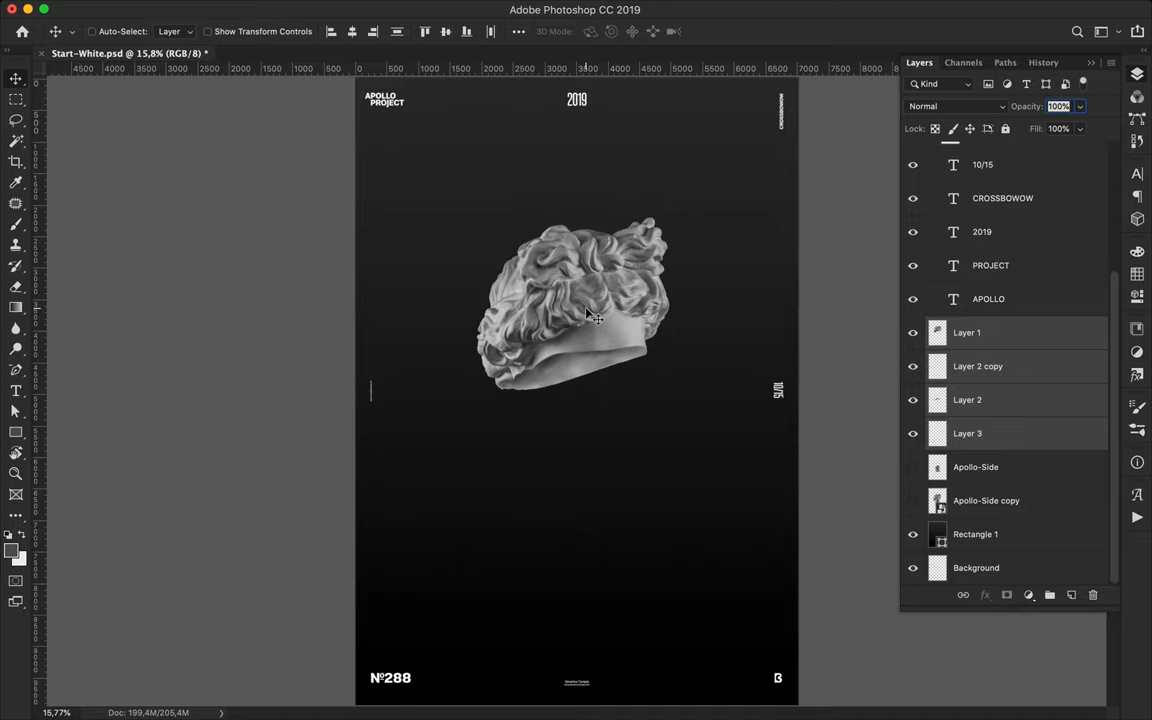 Adobe Photoshop CC 2019
Auto-Select:
Layer
Show Transform Controls
3D Mode:
Start-White.psd @ 15,8% (RGB/8) *
4500 4000 3500 3000 2500 2000 1500 1000 500 0 500 1000 1500 2000 2500 3000 3500 4000 4500 5000 5500 6000 6500 7000 7500 8000
APOLLO
PROJECT
2019
CROSSBOWOW
10/15
Nº288
B
Layers
Channels
Paths
History
Kind
Normal
Opacity: 100%
Lock:
Fill: 100%
10/15
CROSSBOWOW
2019
PROJECT
APOLLO
Layer 1
Layer 2 copy
Layer 2
Layer 3
Apollo-Side
Apollo-Side copy
Rectangle 1
Background
15,77%
Doc: 199,4M/205,4M